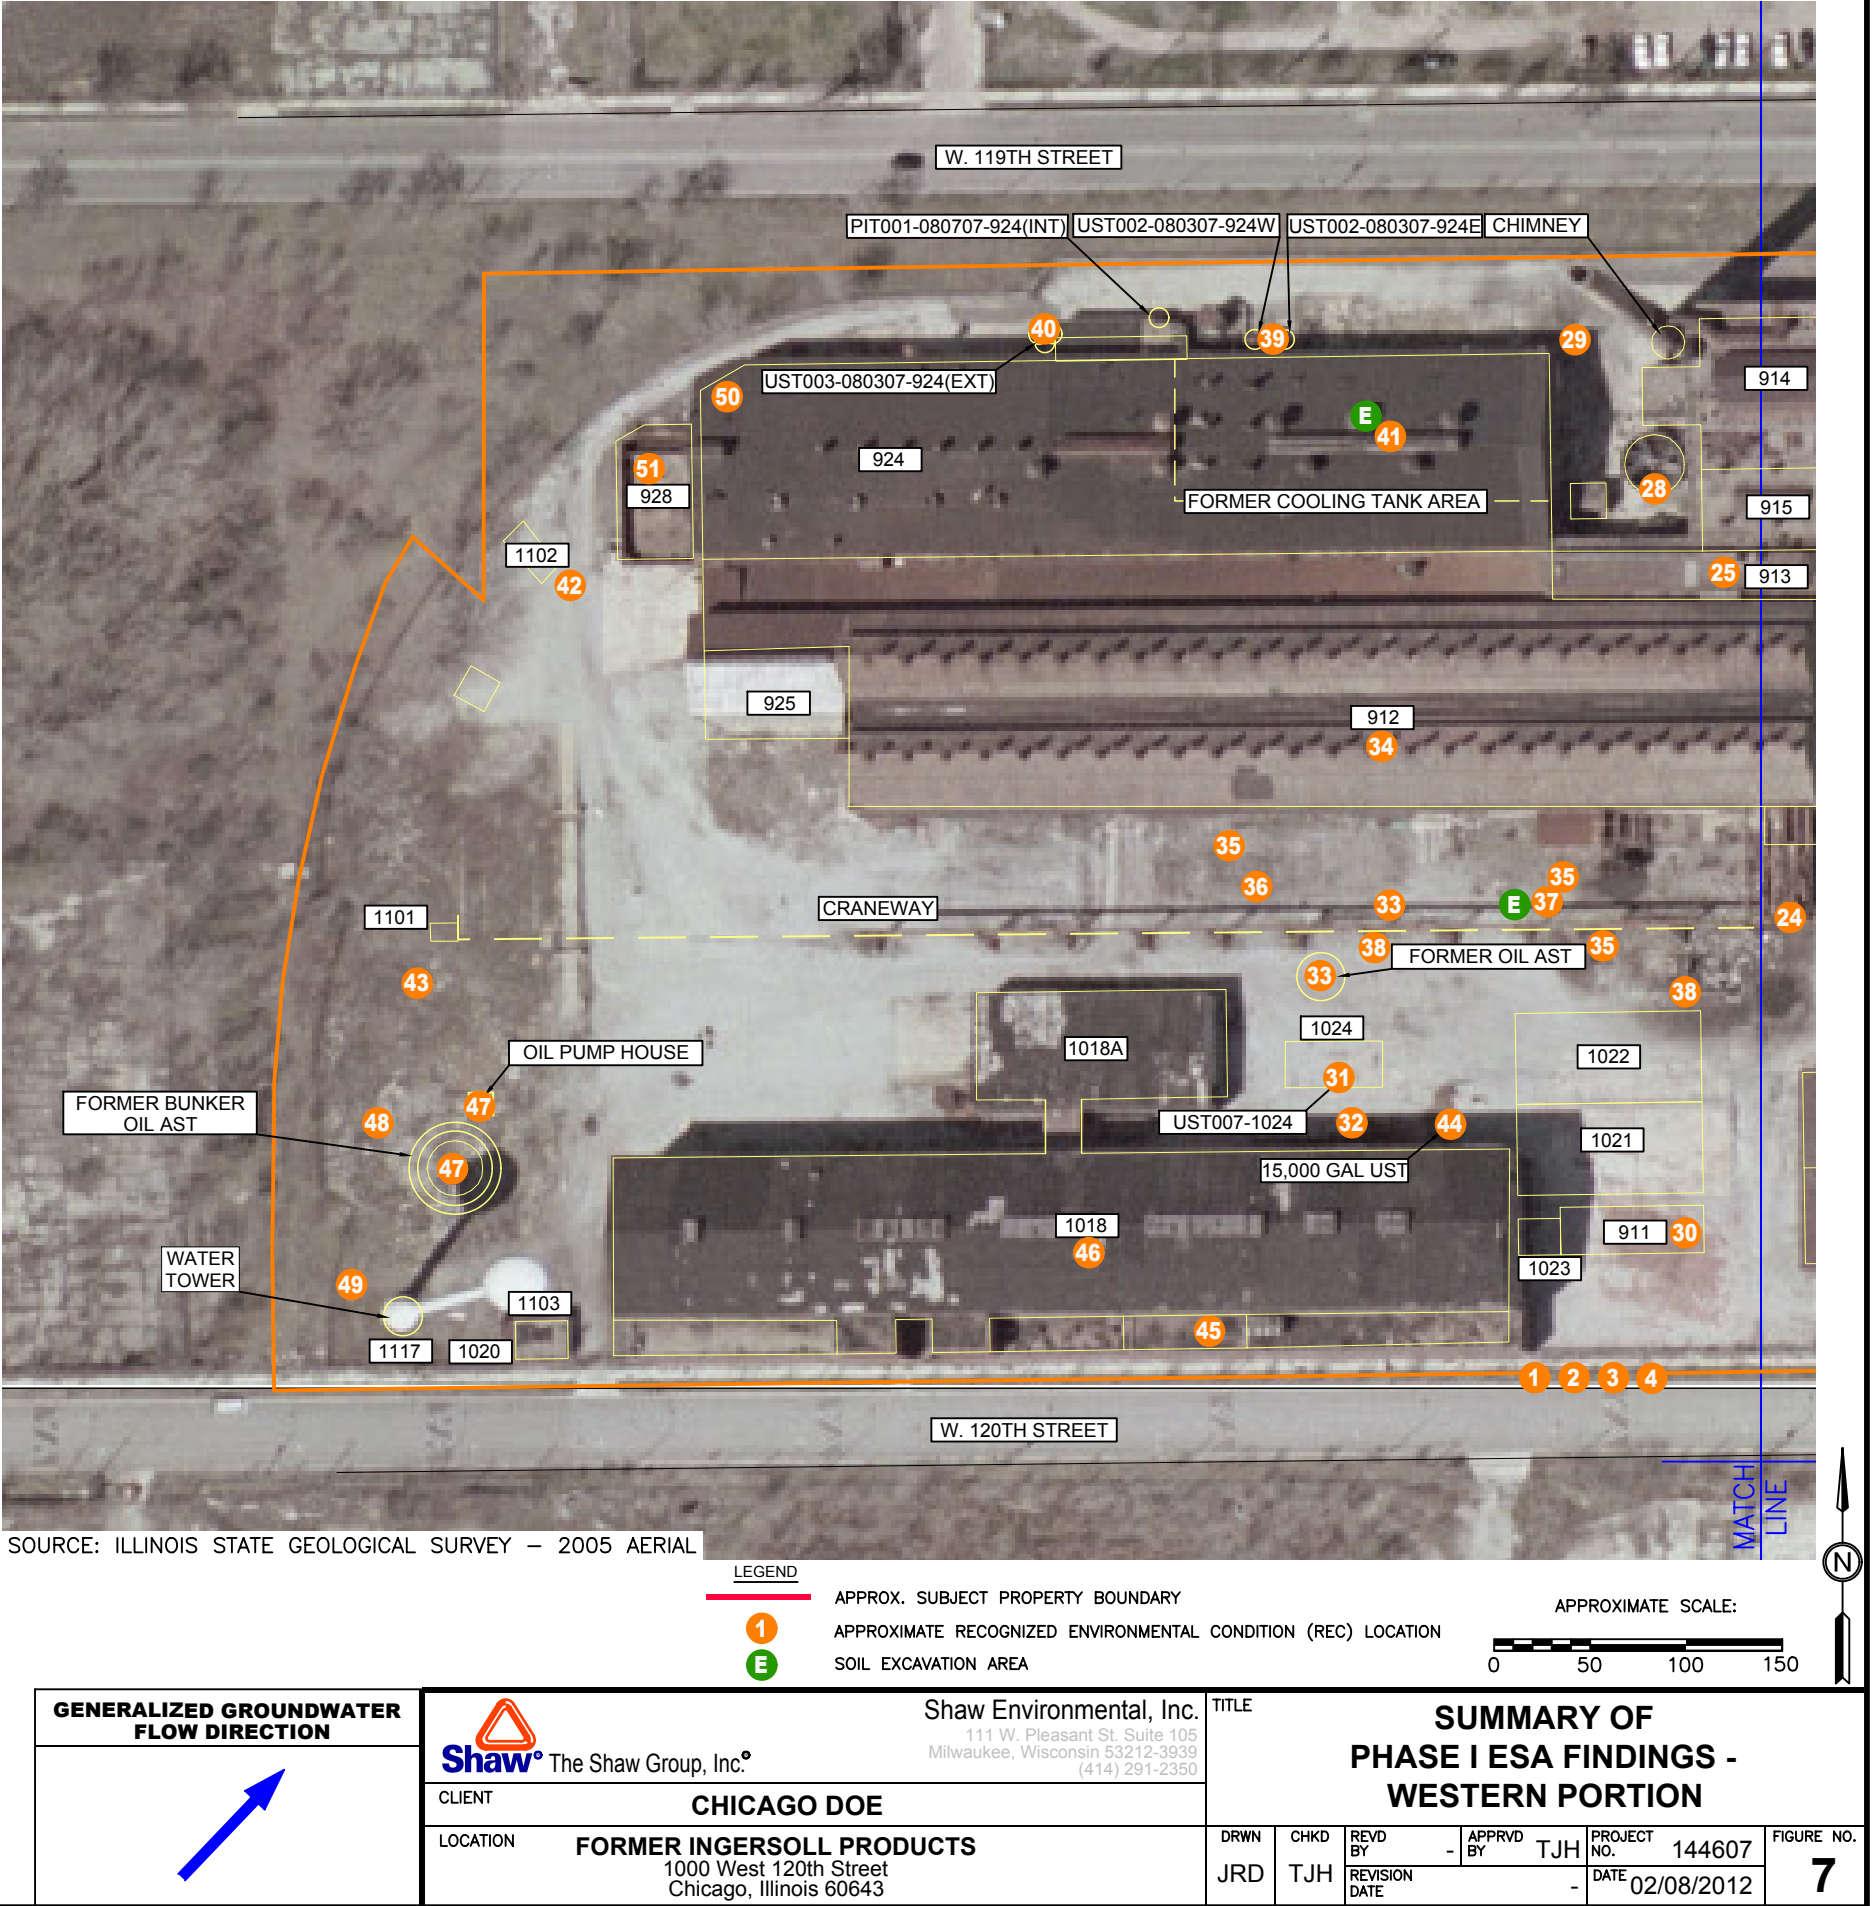 W. 119TH STREET
PIT001-080707-924(INT)
UST002-080307-924W
UST002-080307-924E
CHIMNEY
40
39
29
UST003-080307-924(EXT)
914
50
E
41
924
51
928
FORMER COOLING TANK AREA
28
915
1102
42
25
913
925
912
34
35
36
35
CRANEWAY
33
E
37
24
1101
38
FORMER OIL AST
35
33
43
38
1024
1018A
1022
OIL PUMP HOUSE
31
47
FORMER BUNKER
OIL AST
48
UST007-1024
32
44
1021
47
15,000 GAL UST
1018
46
911
30
WATER
TOWER
49
1023
1103
45
1117
1020
1
2
3
4
W. 120TH STREET
MATCH
LINE
SOURCE: ILLINOIS STATE GEOLOGICAL SURVEY – 2005 AERIAL
N
LEGEND
APPROX. SUBJECT PROPERTY BOUNDARY
1
APPROXIMATE RECOGNIZED ENVIRONMENTAL CONDITION (REC) LOCATION
E
SOIL EXCAVATION AREA
APPROXIMATE SCALE:
0 50 100 150
GENERALIZED GROUNDWATER
FLOW DIRECTION
Shaw® The Shaw Group, Inc.®
Shaw Environmental, Inc.
111 W. Pleasant St. Suite 105
Milwaukee, Wisconsin 53212-3939
(414) 291-2350
CLIENT
CHICAGO DOE
LOCATION
FORMER INGERSOLL PRODUCTS
1000 West 120th Street
Chicago, Illinois 60643
TITLE
SUMMARY OF
PHASE I ESA FINDINGS -
WESTERN PORTION
DRWN
JRD
CHKD
TJH
REVD
BY -
APPRVD
BY TJH
PROJECT
NO. 144607
REVISION
DATE -
DATE 02/08/2012
FIGURE NO.
7